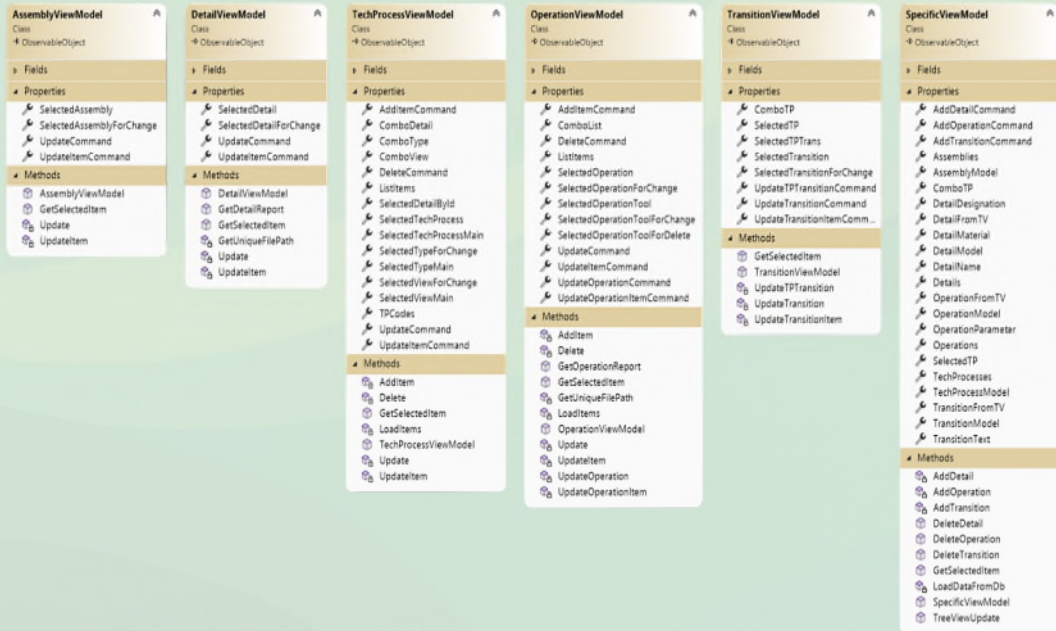 AssemblyViewModel
Class
ObservableObject
Fields
Properties
SelectedAssembly
SelectedAssemblyForChange
UpdateCommand
UpdateItemCommand
Methods
AssemblyViewModel
GetSelectedItem
Update
UpdateItem
DetailViewModel
Class
ObservableObject
Fields
Properties
SelectedDetail
SelectedDetailForChange
UpdateCommand
UpdateItemCommand
Methods
DetailViewModel
GetDetailReport
GetSelectedItem
GetUniqueFilePath
Update
UpdateItem
TechProcessViewModel
Class
ObservableObject
Fields
Properties
AddItemCommand
ComboDetail
ComboType
ComboView
DeleteCommand
ListItems
SelectedDetailById
SelectedTechProcess
SelectedTechProcessMain
SelectedTypeForChange
SelectedTypeMain
SelectedViewForChange
SelectedViewMain
TPCodes
UpdateCommand
UpdateItemCommand
Methods
AddItem
Delete
GetSelectedItem
LoadItems
TechProcessViewModel
Update
UpdateItem
OperationViewModel
Class
ObservableObject
Fields
Properties
AddItemCommand
ComboList
DeleteCommand
ListItems
SelectedOperation
SelectedOperationForChange
SelectedOperationTool
SelectedOperationToolForChange
SelectedOperationToolForDelete
UpdateCommand
UpdateItemCommand
UpdateOperationCommand
UpdateOperationItemCommand
Methods
AddItem
Delete
GetOperationReport
GetSelectedItem
GetUniqueFilePath
LoadItems
OperationViewModel
Update
UpdateItem
UpdateOperation
UpdateOperationItem
TransitionViewModel
Class
ObservableObject
Fields
Properties
ComboTP
SelectedTP
SelectedTPTrans
SelectedTransition
SelectedTransitionForChange
UpdateTPTransitionCommand
UpdateTransitionCommand
UpdateTransitionItemComm...
Methods
GetSelectedItem
TransitionViewModel
UpdateTPTransition
UpdateTransition
UpdateTransitionItem
SpecificViewModel
Class
ObservableObject
Fields
Properties
AddDetailCommand
AddOperationCommand
AddTransitionCommand
Assemblies
AssemblyModel
ComboTP
DetailDesignation
DetailFromTV
DetailMaterial
DetailModel
DetailName
Details
OperationFromTV
OperationModel
OperationParameter
Operations
SelectedTP
TechProcesses
TechProcessModel
TransitionFromTV
TransitionModel
TransitionText
Methods
AddDetail
AddOperation
AddTransition
DeleteDetail
DeleteOperation
DeleteTransition
GetSelectedItem
LoadDataFromDb
SpecificViewModel
TreeViewUpdate